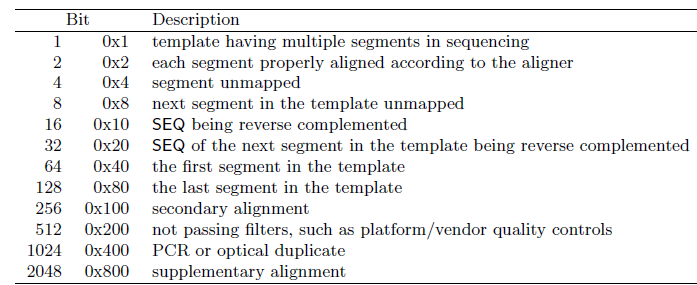 Bit Description
1 0x1 template having multiple segments in sequencing
2 0x2 each segment properly aligned according to the aligner
4 0x4 segment unmapped
8 0x8 next segment in the template unmapped
16 0x10 SEQ being reverse complemented
32 0x20 SEQ of the next segment in the template being reverse complemented
64 0x40 the first segment in the template
128 0x80 the last segment in the template
256 0x100 secondary alignment
512 0x200 not passing filters, such as platform/vendor quality controls
1024 0x400 PCR or optical duplicate
2048 0x800 supplementary alignment